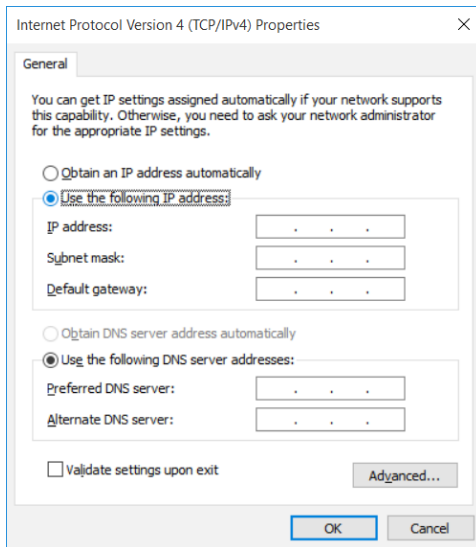 Internet Protocol Version 4 (TCP/IPv4) Properties
General
You can get IP settings assigned automatically if your network supports
this capability. Otherwise, you need to ask your network administrator
for the appropriate IP settings.
Obtain an IP address automatically
Use the following IP address:
IP address:
Subnet mask:
Default gateway:
Obtain DNS server address automatically
Use the following DNS server addresses:
Preferred DNS server:
Alternate DNS server:
Validate settings upon exit
Advanced...
OK Cancel